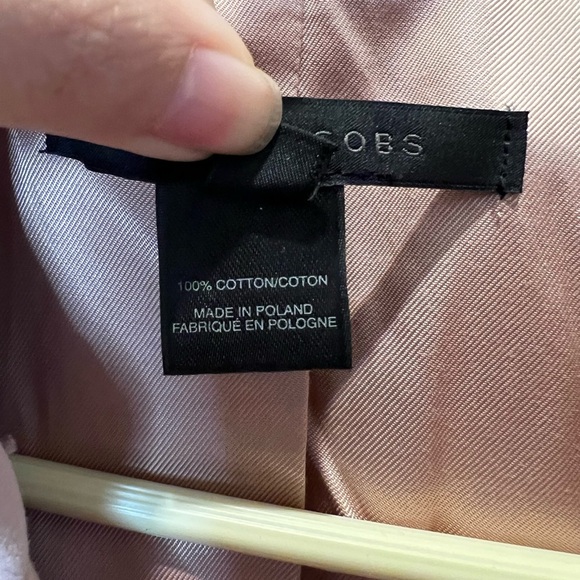 COBS
100% COTTON/COTON
MADE IN POLAND
FABRIQUÉ EN POLOGNE